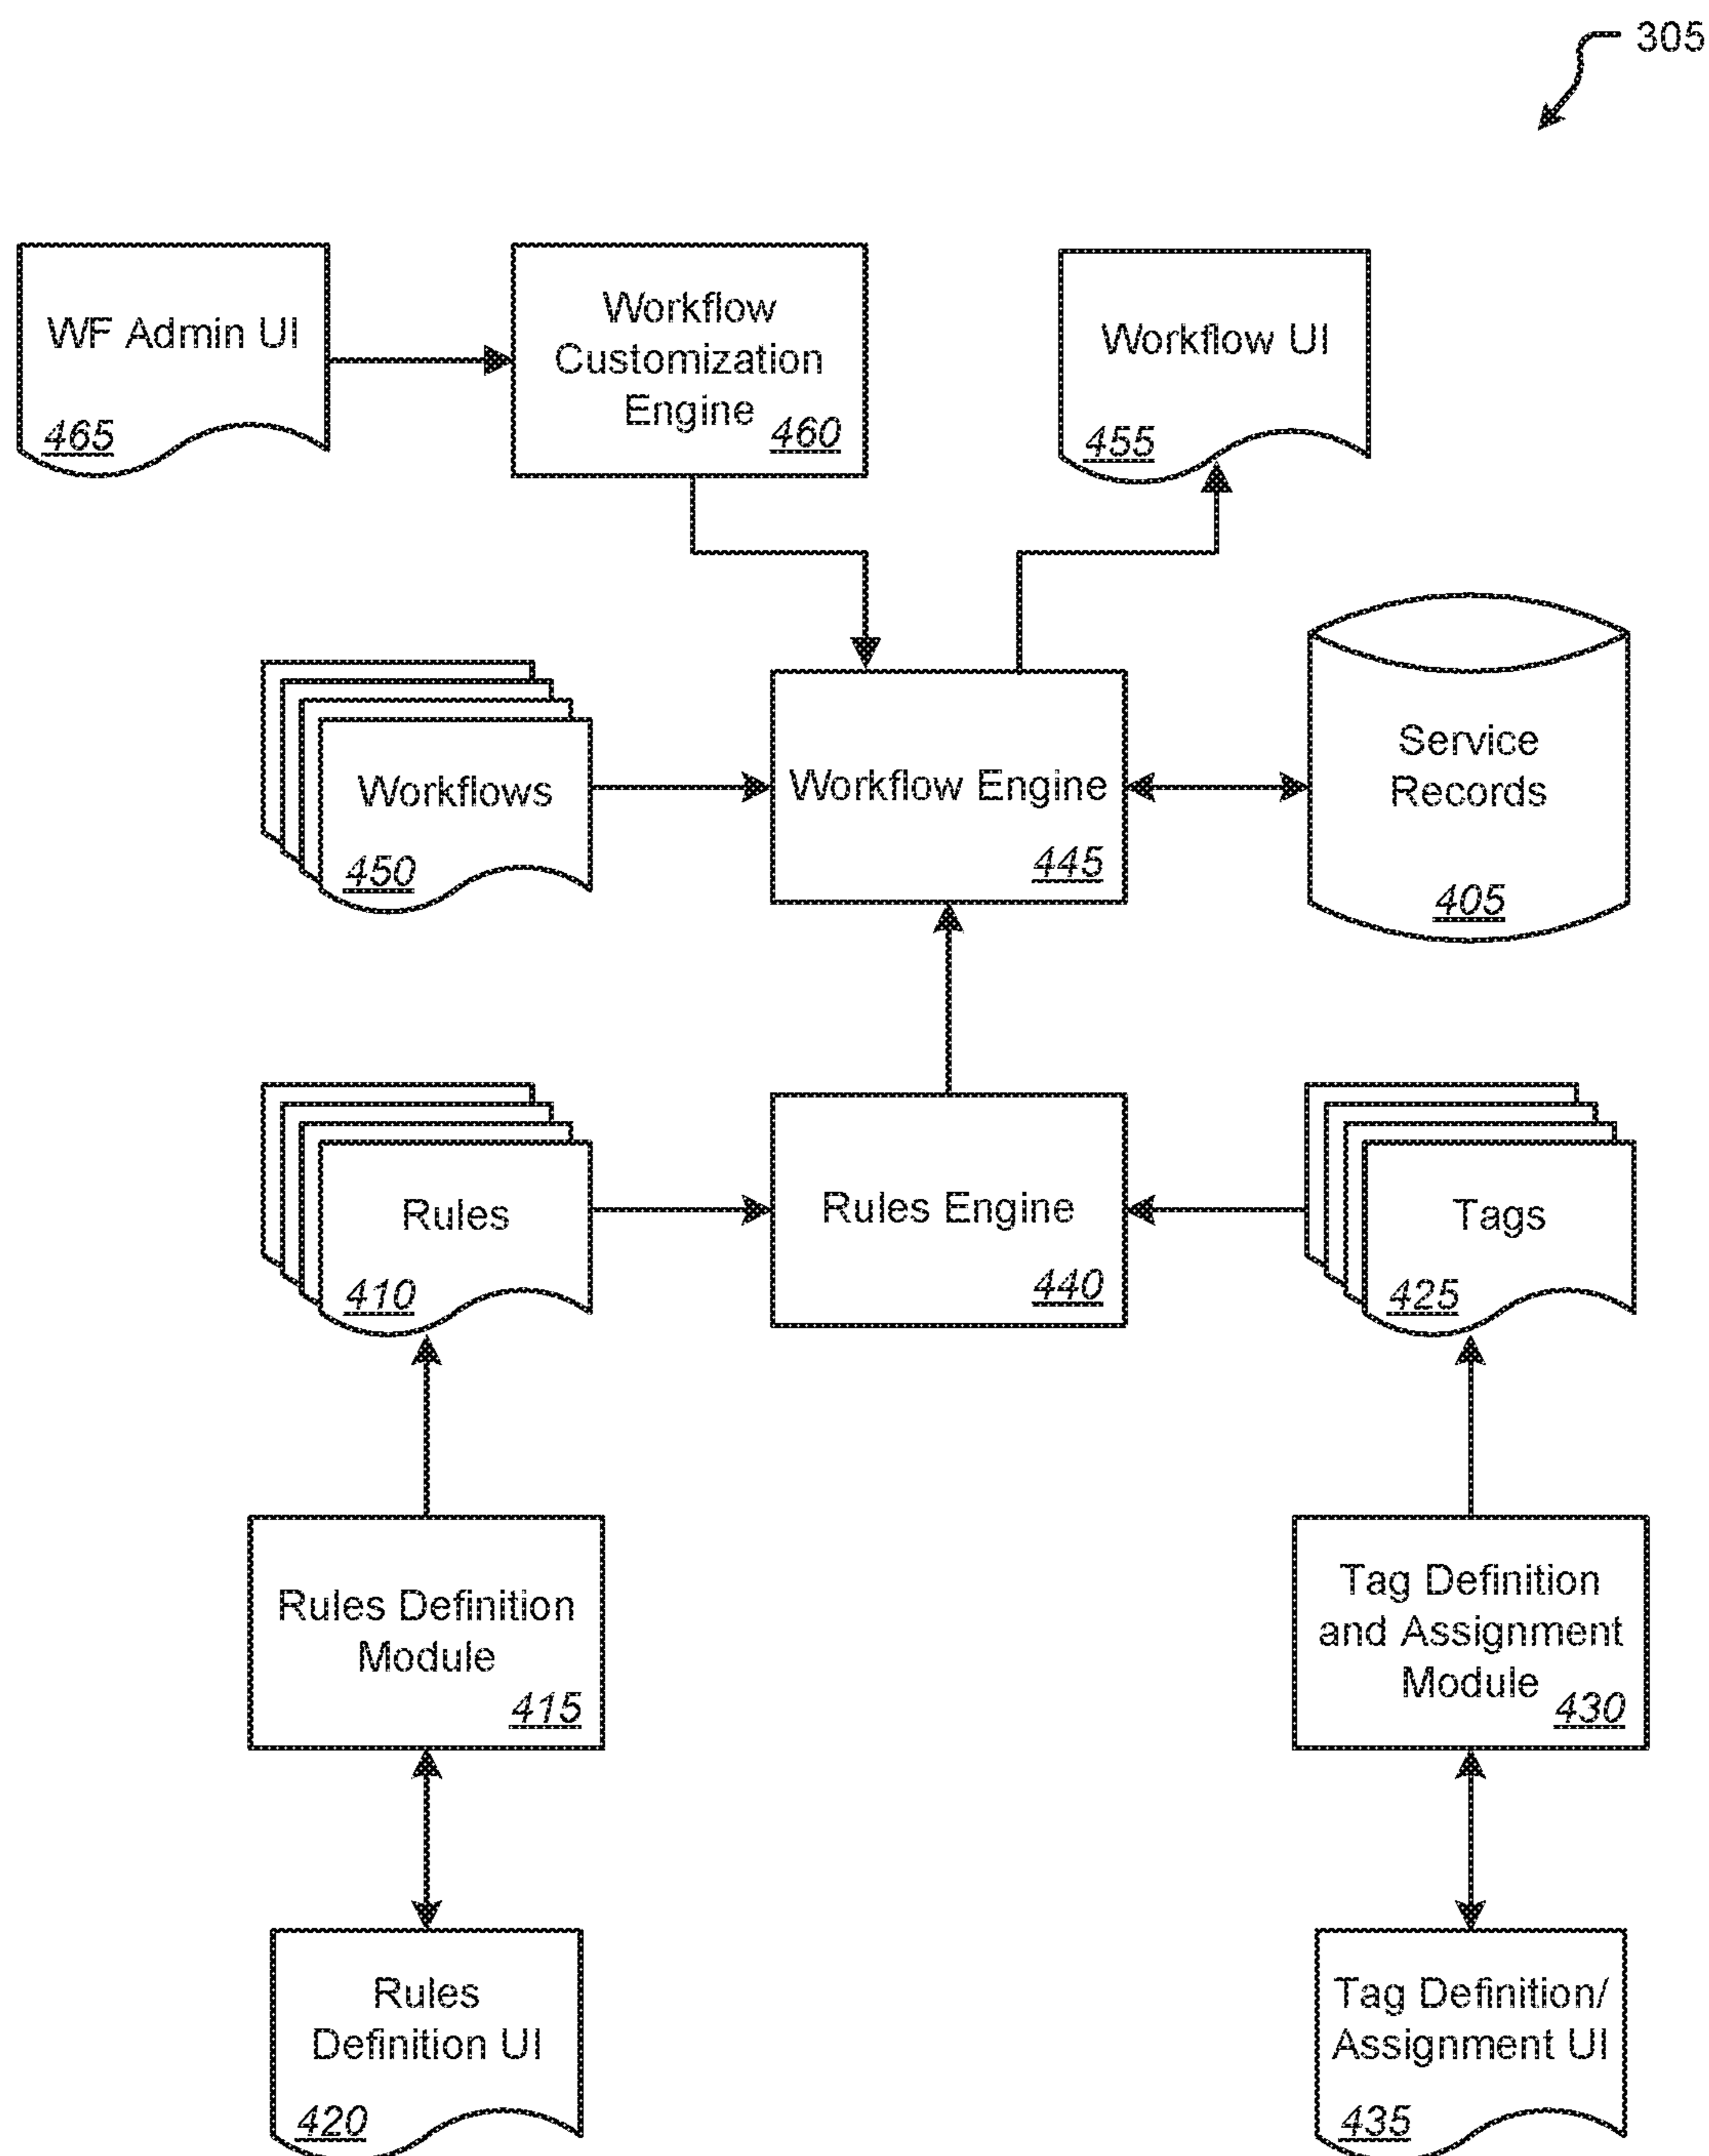 305
WF Admin UI
465
Workflow
Customization
Engine
460
Workflow UI
455
Workflows
450
Workflow Engine
445
Service
Records
405
Rules
410
Rules Engine
440
Tags
425
Rules Definition
Module
415
Tag Definition
and Assignment
Module
430
Rules
Definition UI
420
Tag Definition/
Assignment UI
435